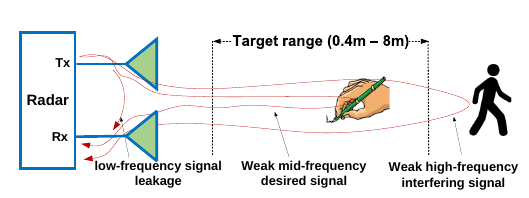 Target range (0.4m – 8m)
Tx
Radar
Rx
low-frequency signal
leakage
Weak mid-frequency
desired signal
Weak high-frequency
interfering signal